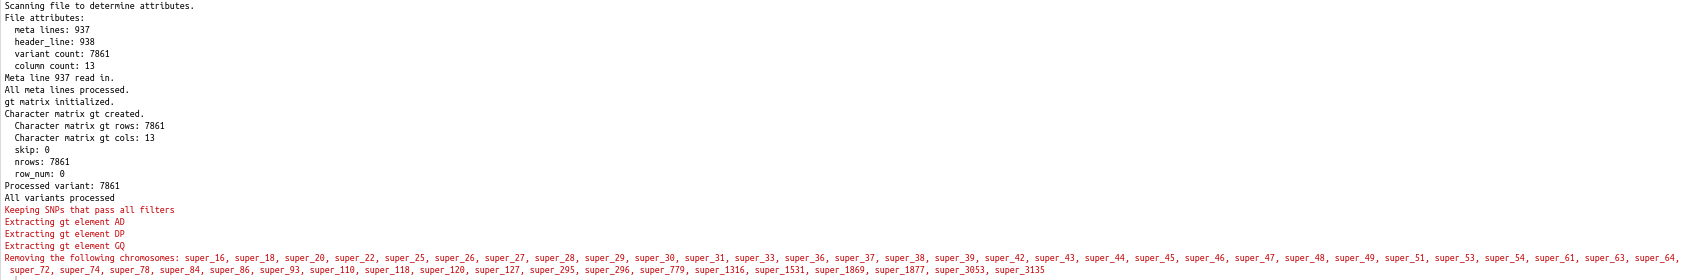 Scanning file to determine attributes.
File attributes:
meta lines: 937
header_line: 938
variant count: 7861
column count: 13
Meta line 937 read in.
All meta lines processed.
gt matrix initialized.
Character matrix gt created.
Character matrix gt rows: 7861
Character matrix gt cols: 13
skip: 0
nrows: 7861
row_num: 0
Processed variant: 7861
All variants processed
Keeping SNPs that pass all filters
Extracting gt element AD
Extracting gt element DP
Extracting gt element GQ
Removing the following chromosomes: super_16, super_18, super_20, super_22, super_25, super_26, super_27, super_28, super_29, super_30, super_31, super_33, super_36, super_37, super_38, super_39, super_42, super_43, super_44, super_45, super_46, super_47, super_48, super_49, super_51, super_53, super_54, super_61, super_63, super_64,
super_72, super_74, super_78, super_84, super_86, super_93, super_110, super_118, super_120, super_127, super_295, super_296, super_779, super_1316, super_1531, super_1869, super_1877, super_3053, super_3135